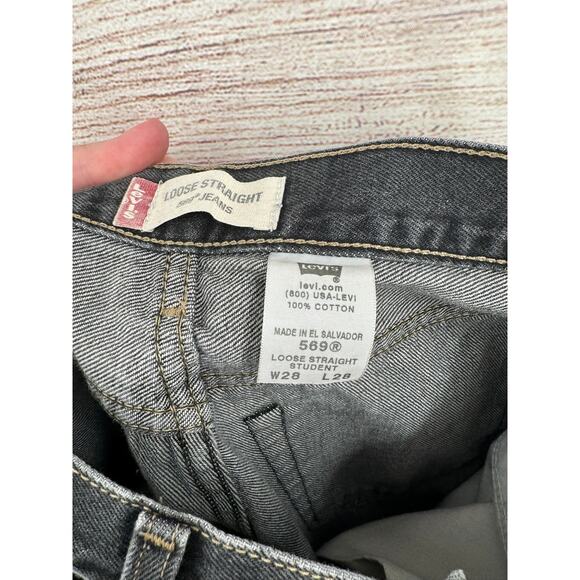 Levi's
LOOSE STRAIGHT
569® JEANS
Levi's
levi.com
(800) USA-LEVI
100% COTTON
MADE IN EL SALVADOR
569®
LOOSE STRAIGHT
STUDENT
W28 L28